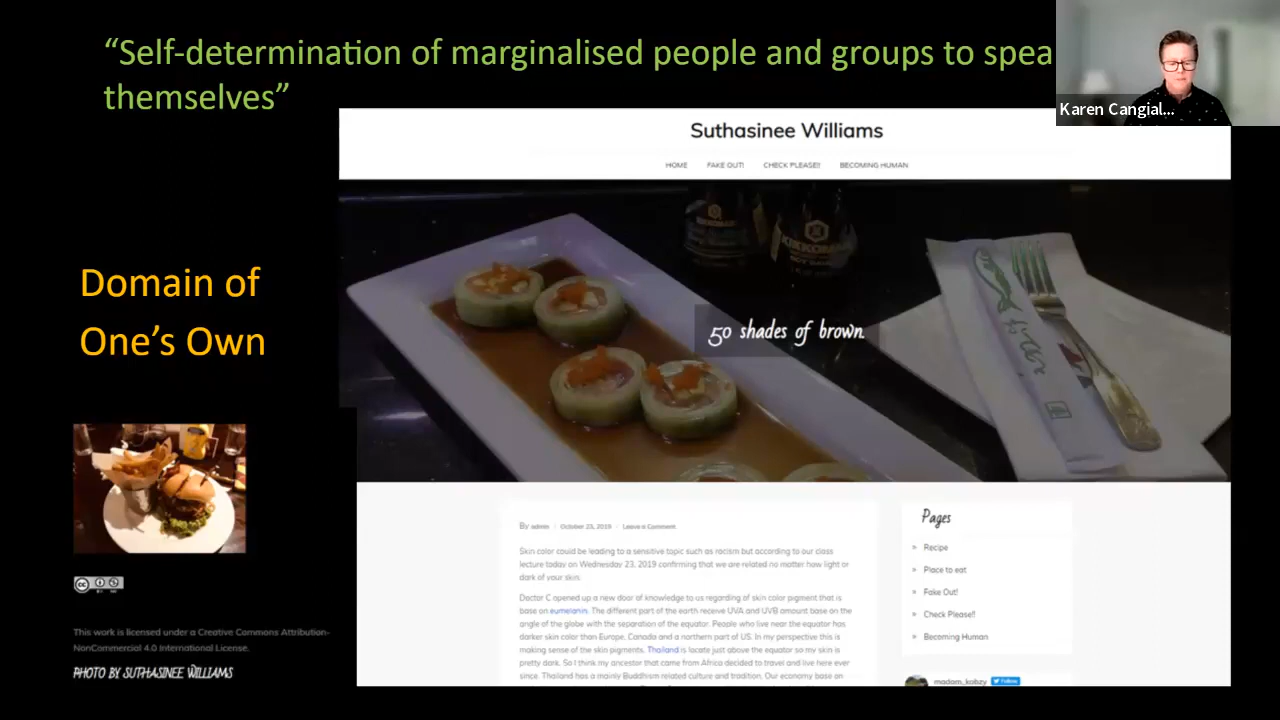 “Self-determination of marginalised people and groups to spea
themselves”
Karen Cangial...
Suthasinee Williams
HOME FAKE OUT! CHECK PLEASE!! BECOMING HUMAN
KIKKOMAN
50 shades of brown
Domain of
One’s Own
By admin | October 23, 2019 | Leave a Comment
Skin color could be leading to a sensitive topic such as racism but according to our class
lecture today on Wednesday 23, 2019 confirming that we are related no matter how light or
dark of your skin.
Doctor C opened up a new door of knowledge to us regarding of skin color pigment that is
base on eumelanin. The different part of the earth receive UVA and UVB amount base on the
angle of the globe with the separation of the equator. People who live near the equator has
darker skin color than Europe, Canada and a northern part of US. In my perspective this is
making sense of the skin pigments. Thailand is locate just above the equator so my skin is
pretty dark. So I think my ancestor that came from Africa decided to travel and live here ever
since. Thailand has a mainly Buddhism related culture and tradition. Our economy base on
Pages
» Recipe
» Place to eat
» Fake Out!
» Check Please!!
» Becoming Human
madam_kobzy Follow
cc
This work is licensed under a Creative Commons Attribution-
NonCommercial 4.0 International License.
PHOTO BY SUTHASINEE WILLIAMS